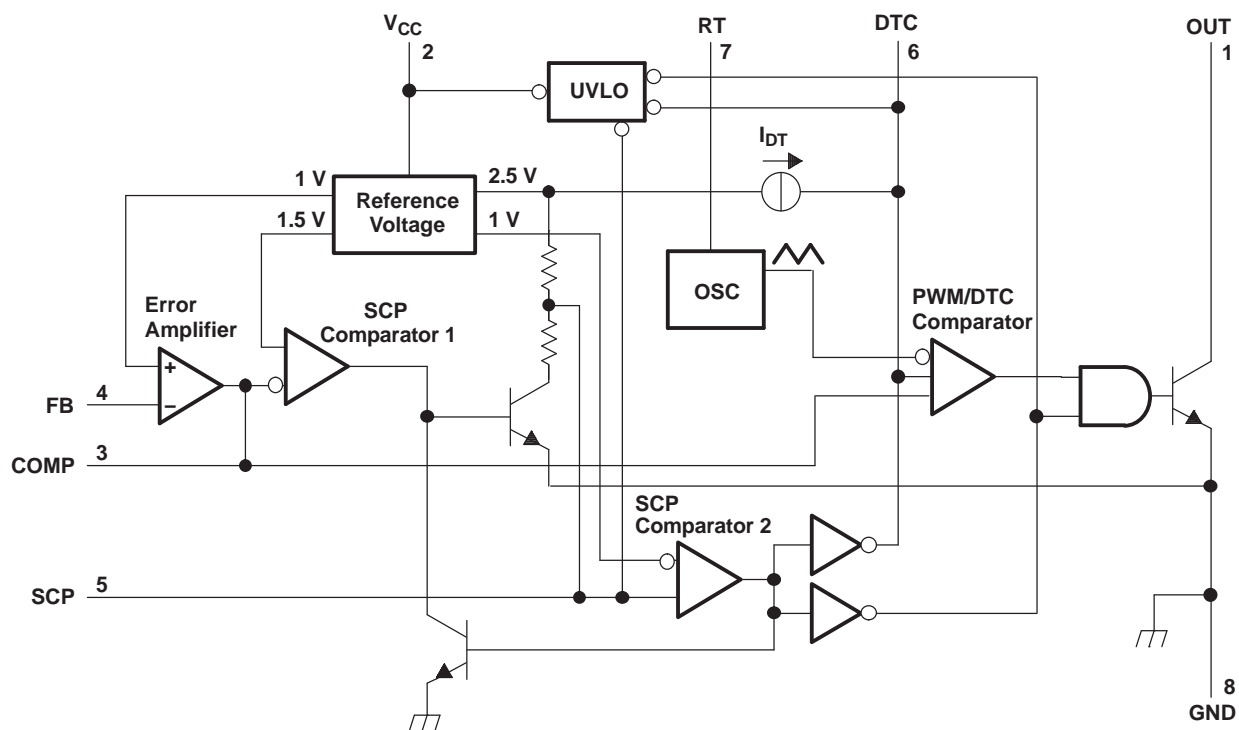 VCC
2
RT
7
DTC
6
OUT
1
UVLO
IDT
1 V
2.5 V
Reference
Voltage
1.5 V
1 V
OSC
Error
Amplifier
SCP
Comparator 1
PWM/DTC
Comparator
+
−
FB
4
COMP
3
SCP
Comparator 2
SCP
5
8
GND